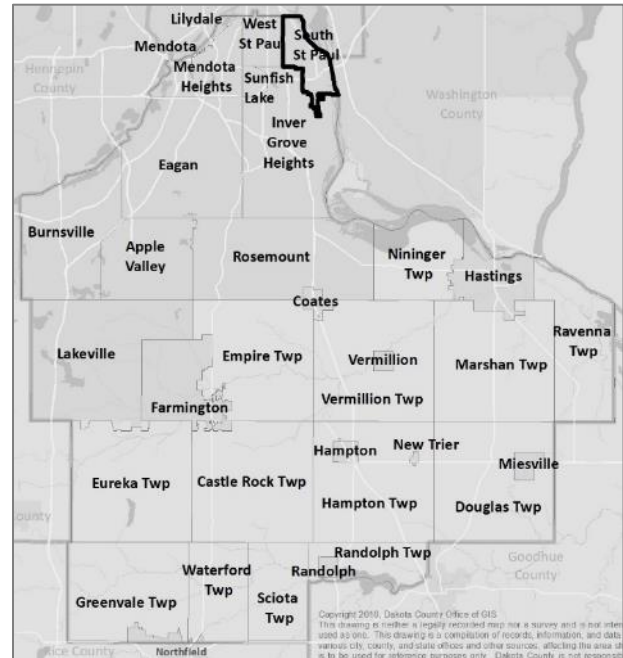 Lilydale
West
St Paul
South
St Paul
Mendota
Mendota
Heights
Hennepin
County
Sunfish
Lake
Washington
County
Inver
Grove
Heights
Eagan
Burnsville
Apple
Valley
Rosemount
Nininger
Twp
Hastings
Coates
Ravenna
Twp
Lakeville
Empire Twp
Vermillion
Marshan Twp
Farmington
Vermillion Twp
Hampton
New Trier
Miesville
Eureka Twp
Castle Rock Twp
Hampton Twp
Douglas Twp
County
Randolph Twp
Goodhue
County
Waterford
Twp
Randolph
Greenvale Twp
Sciota
Twp
Copyright 2010, Dakota County Office of GIS
This drawing is neither a legally recorded map nor a survey and is not inten
used as one. This drawing is a compilation of records, information, and data
various city, county, and state offices and other sources, affecting the area sh
is to be used for reference purposes only. Dakota County is not responsib
Rice County
Northfield